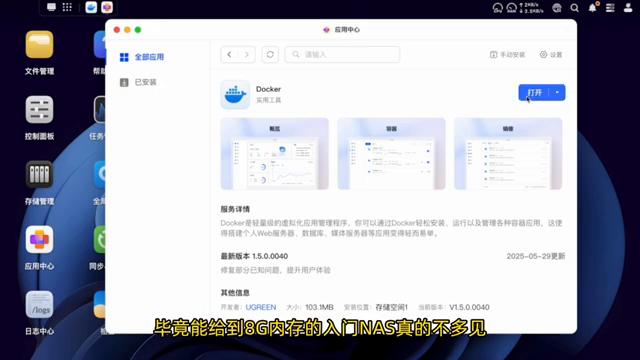 2KB/s
3.5KB/s
应用中心
文件管理
控制面板
存储管理
应用中心
日志中心
/logs
全部应用
已安装
请输入
手动安装
设置
Docker
实用工具
打开
概览
容器
镜像
服务详情
Docker是轻量级的虚拟化应用管理程序，你可以通过Docker轻松安装、运行以及管理各种容器应用，这使
得搭建个人Web服务器、数据库、媒体服务器等应用变得轻而易举。
最新版本 1.5.0.0040
2025-05-29更新
修复部分已知问题，提升用户体验
其他信息
开发者: UGREEN 大小: 103.1MB 安装位置: 存储空间1 当前版本: V1.5.0.0040
毕竟能给到8G内存的入门NAS真的不多见